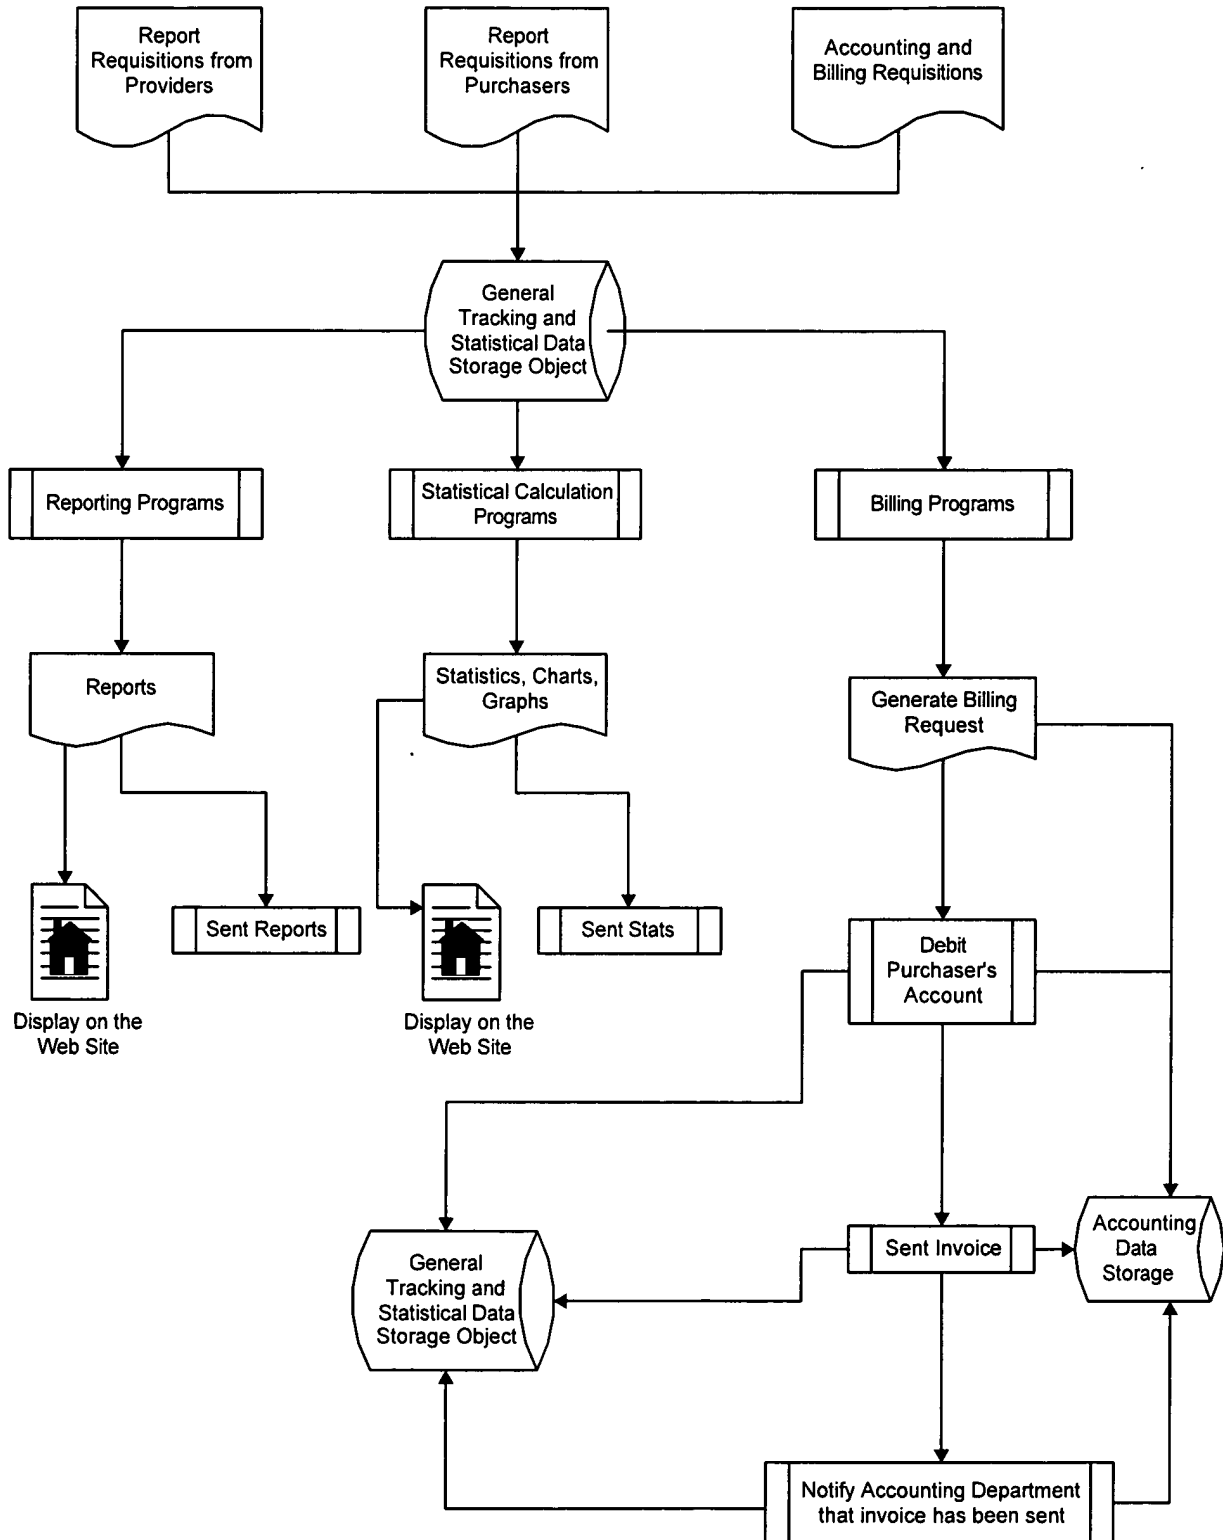 Report
Requisitions from
Providers
Report
Requisitions from
Purchasers
Accounting and
Billing Requisitions
General
Tracking and
Statistical Data
Storage Object
Reporting Programs
Statistical Calculation
Programs
Billing Programs
Reports
Statistics, Charts,
Graphs
Generate Billing
Request
Sent Reports
Sent Stats
Debit
Purchaser's
Account
Display on the
Web Site
Display on the
Web Site
General
Tracking and
Statistical Data
Storage Object
Sent Invoice
Accounting
Data
Storage
Notify Accounting Department
that invoice has been sent